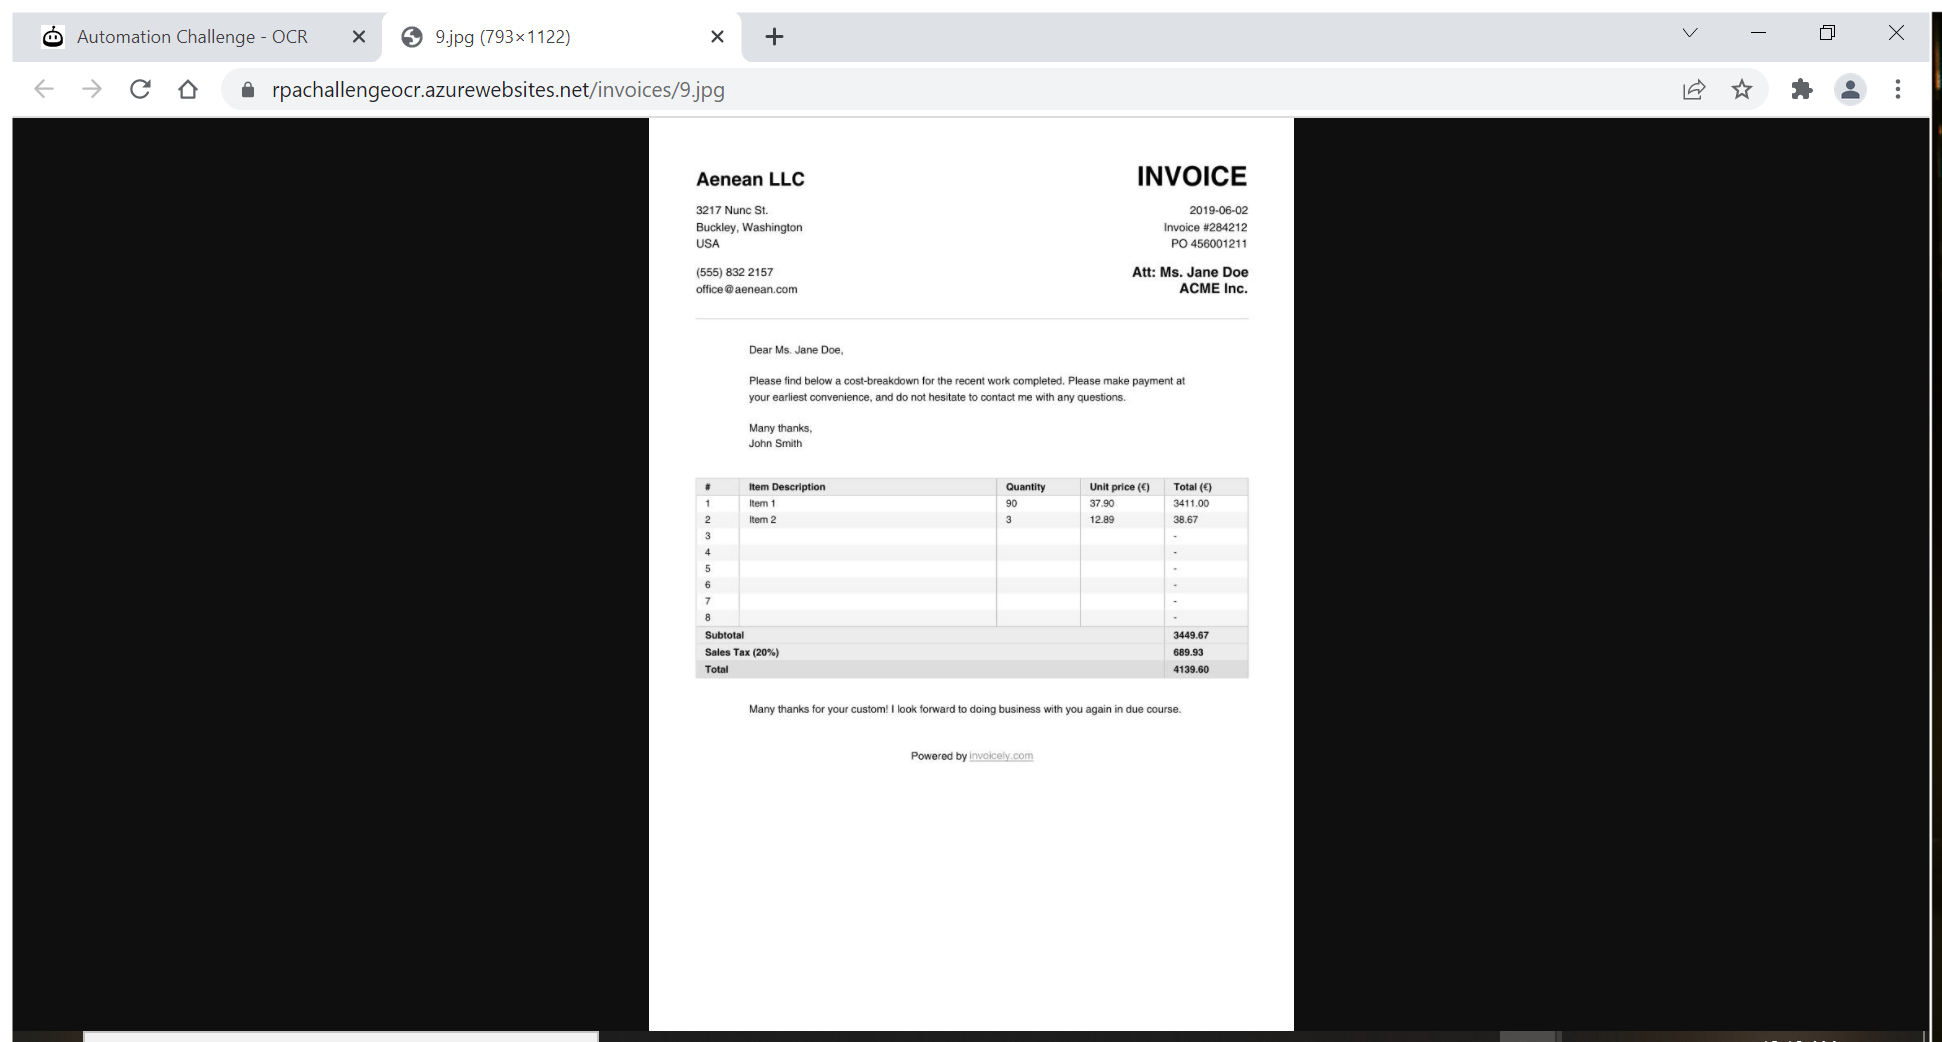 Automation Challenge - OCR
9.jpg (793×1122)
rpachallengeocr.azurewebsites.net/invoices/9.jpg
Aenean LLC
INVOICE
3217 Nunc St.
2019-06-02
Buckley, Washington
Invoice #284212
USA
PO 456001211
(555) 832 2157
Att: Ms. Jane Doe
office@aenean.com
ACME Inc.
Dear Ms. Jane Doe,
Please find below a cost-breakdown for the recent work completed. Please make payment at
your earliest convenience, and do not hesitate to contact me with any questions.
Many thanks,
John Smith
# Item Description Quantity Unit price (€) Total (€)
1 Item 1 90 37.90 3411.00
2 Item 2 3 12.89 38.67
3 -
4 -
5 -
6 -
7 -
8 -
Subtotal 3449.67
Sales Tax (20%) 689.93
Total 4139.60
Many thanks for your custom! I look forward to doing business with you again in due course.
Powered by invoicely.com